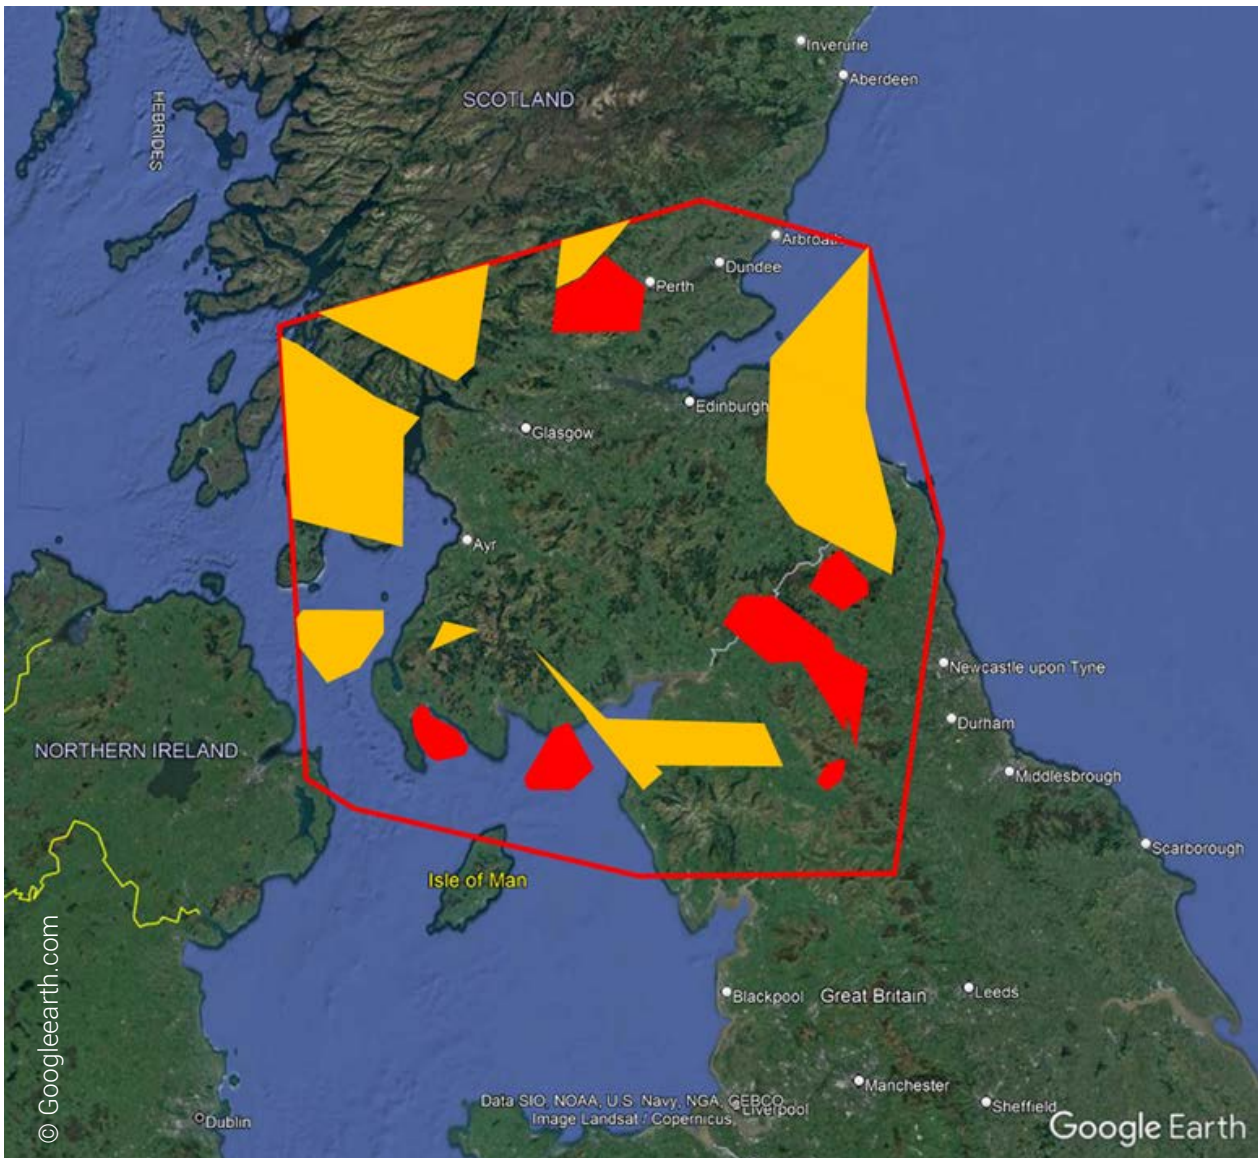 Inverurie
Aberdeen
SCOTLAND
HEBRIDES
Arbroath
Dundee
Perth
Edinburgh
Glasgow
Ayr
Newcastle upon Tyne
Durham
NORTHERN IRELAND
Middlesbrough
Scarborough
Isle of Man
Blackpool
Great Britain
Leeds
Manchester
Sheffield
Liverpool
Dublin
Data SIO, NOAA, U.S. Navy, NGA, GEBCO
Image Landsat / Copernicus
Google Earth
© Googleearth.com